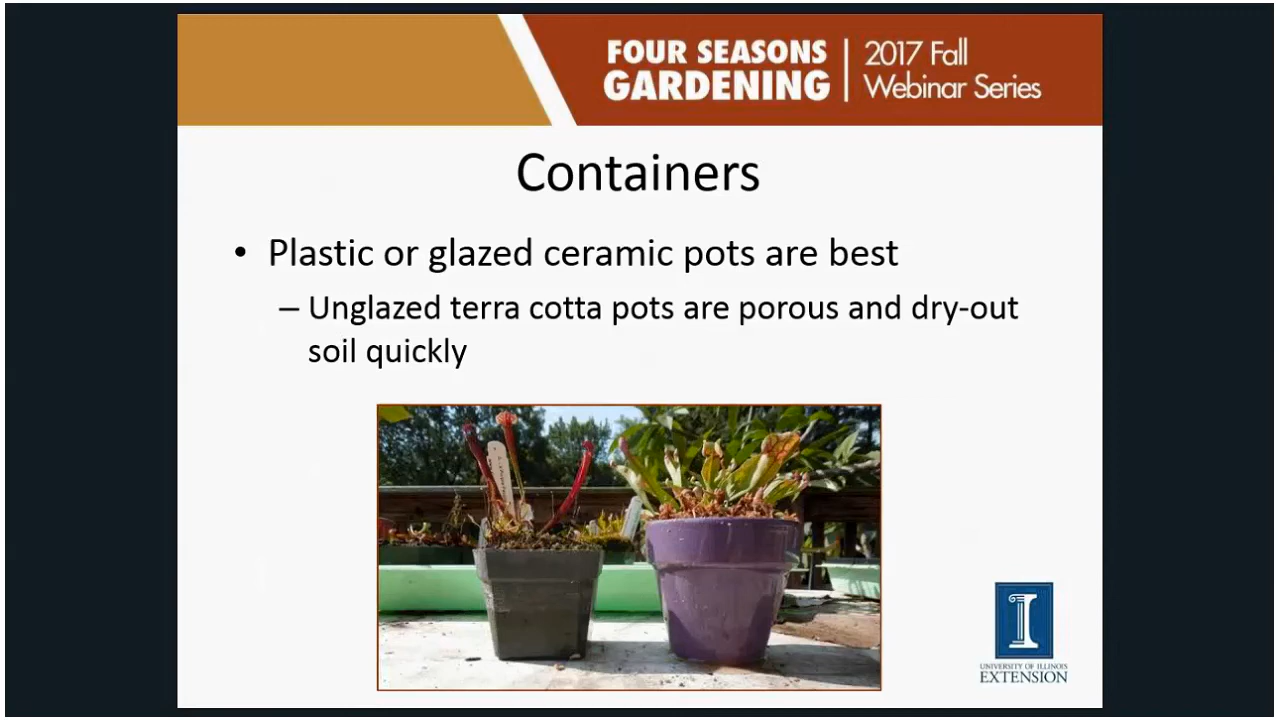 FOUR SEASONS
GARDENING
2017 Fall
Webinar Series
Containers
• Plastic or glazed ceramic pots are best
– Unglazed terra cotta pots are porous and dry-out
soil quickly
I
UNIVERSITY OF ILLINOIS
EXTENSION